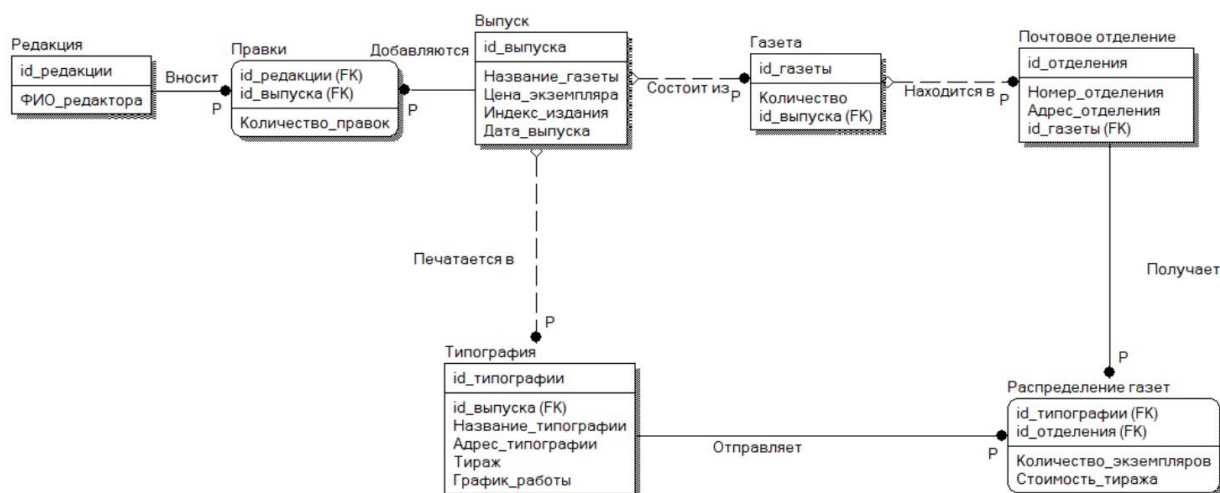 Редакция
id_редакции
ФИО_редактора
Вносит
P
Правки
id_редакции (FK)
id_выпуска (FK)
Количество_правок
Добавляются
P
Выпуск
id_выпуска
Название_газеты
Цена_экземпляра
Индекс_издания
Дата_выпуска
Состоит из
P
Газета
id_газеты
Количество
id_выпуска (FK)
Находится в
P
Почтовое отделение
id_отделения
Номер_отделения
Адрес_отделения
id_газеты (FK)
Печатается в
P
Получает
P
Типография
id_типографии
id_выпуска (FK)
Название_типографии
Адрес_типографии
Тираж
График_работы
Отправляет
P
Распределение газет
id_типографии (FK)
id_отделения (FK)
Количество_экземпляров
Стоимость_тиража